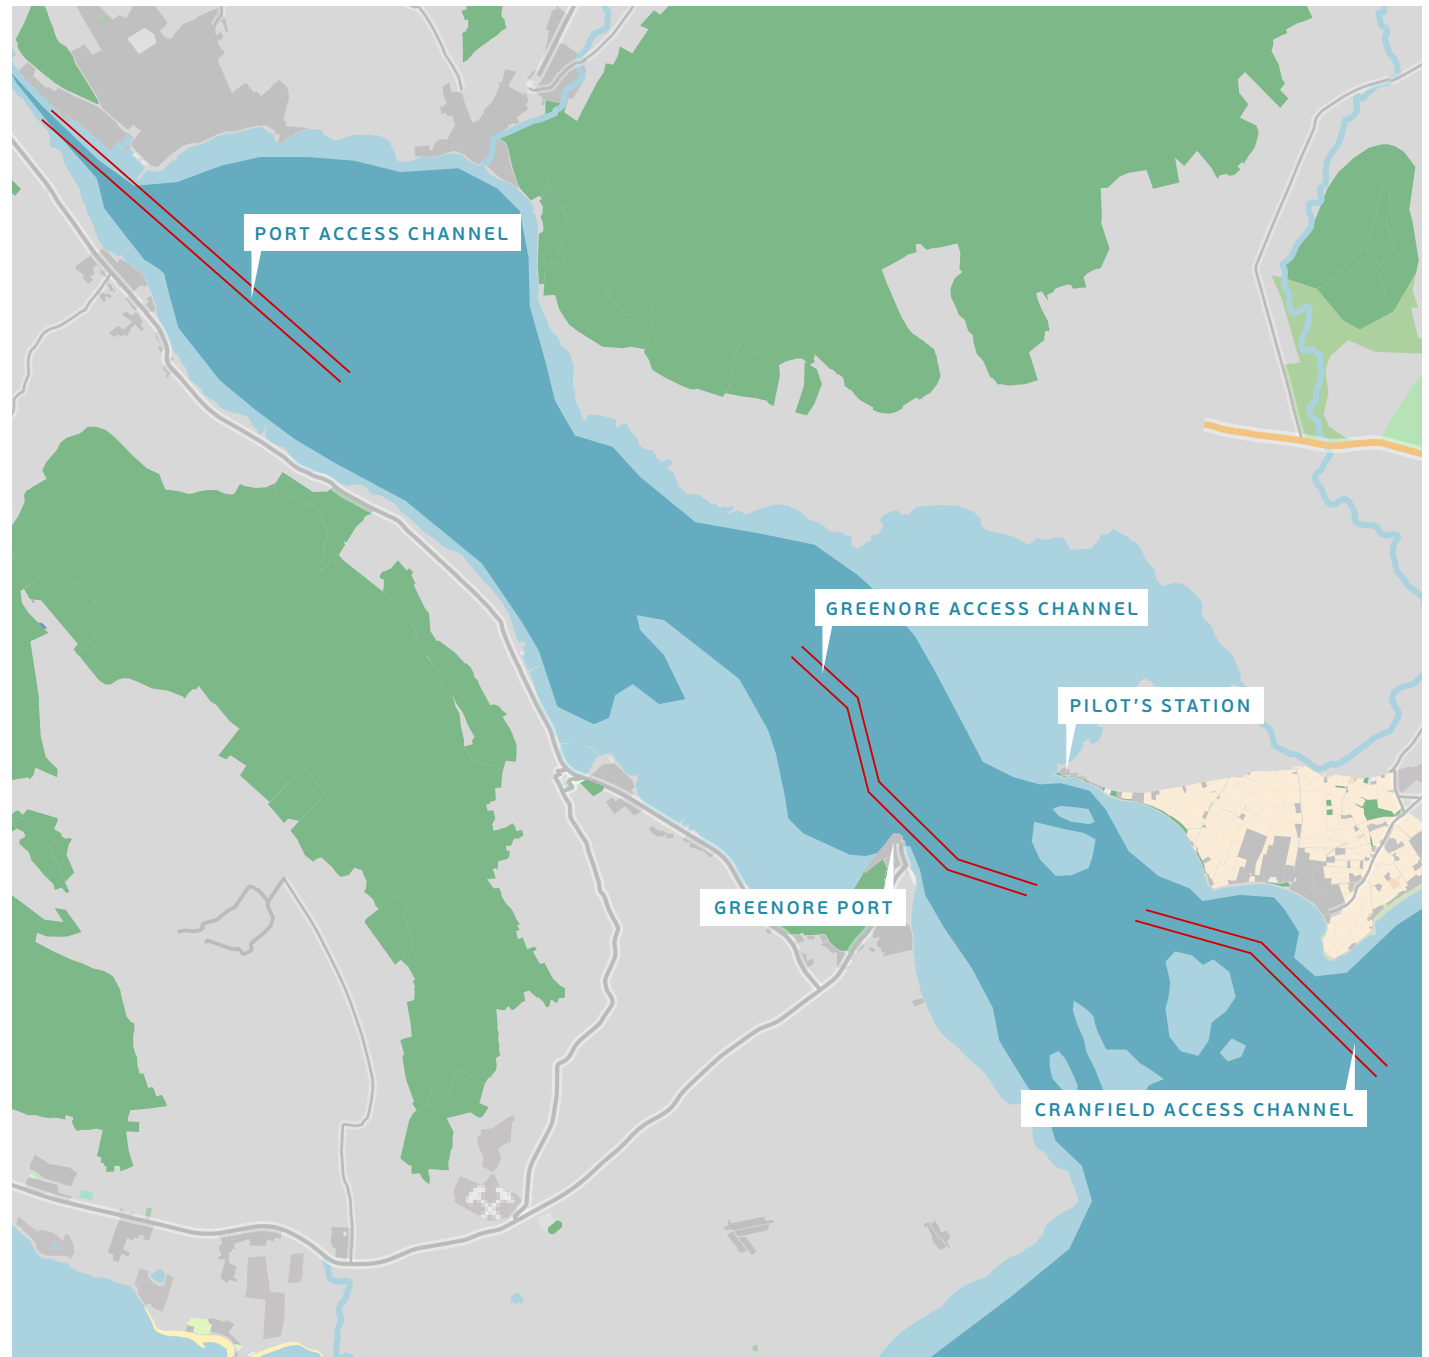 PORT ACCESS CHANNEL
GREENORE ACCESS CHANNEL
PILOT'S STATION
GREENORE PORT
CRANFIELD ACCESS CHANNEL